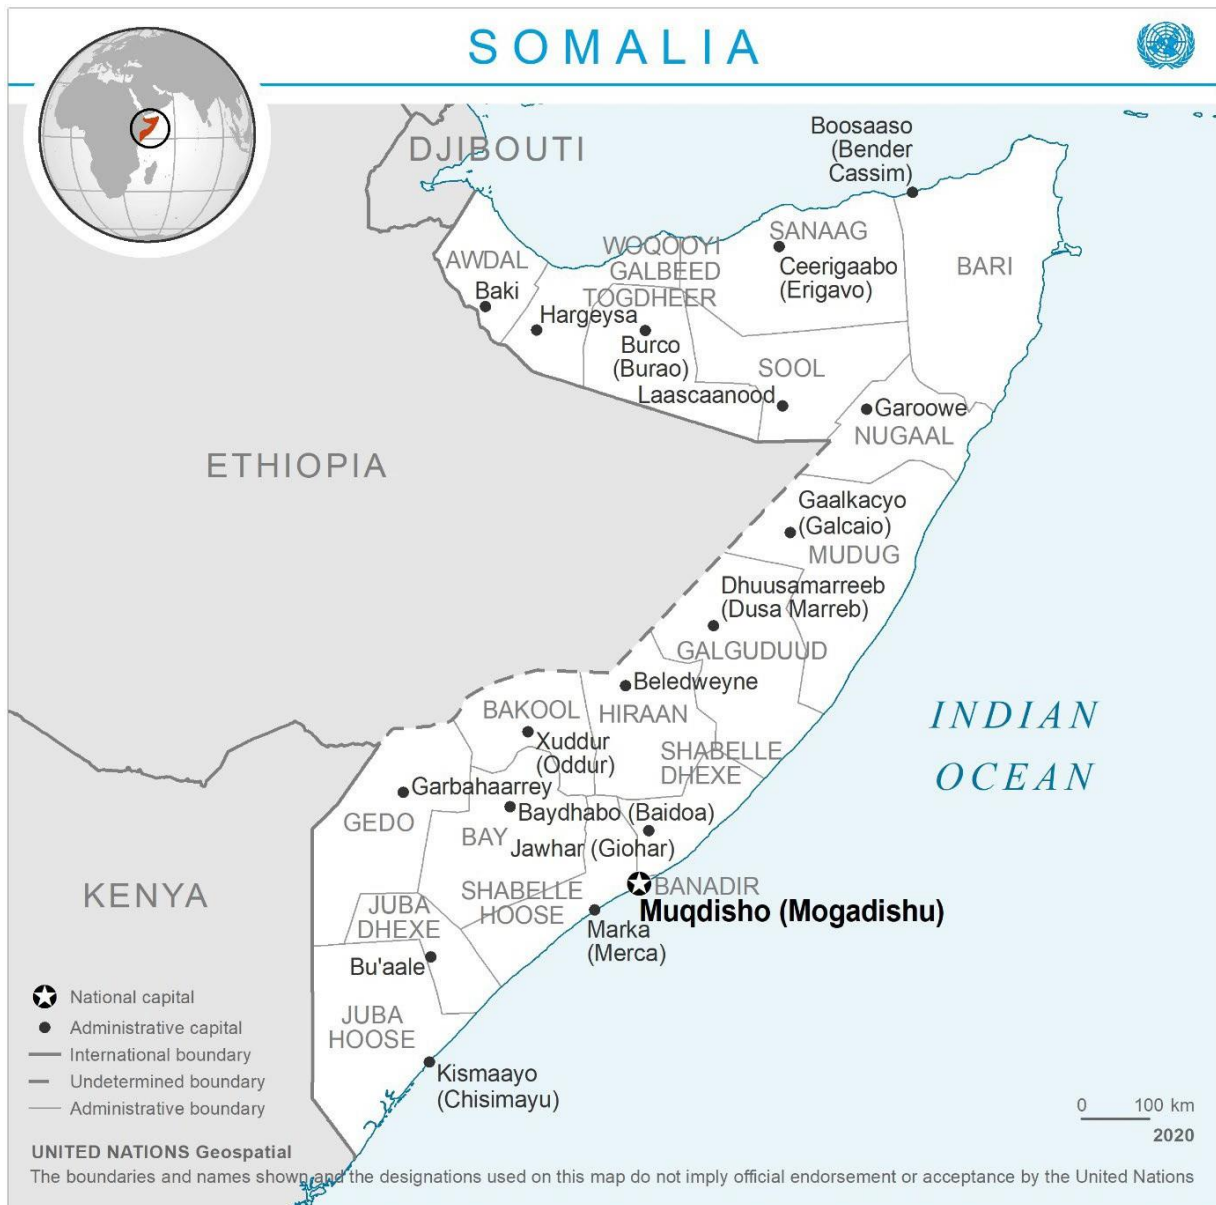 SOMALIA
DJIBOUTI
Boosaaso
(Bender
Cassim)
AWDAL
Baki
WOQOOYI
GALBEED
TOGDHEER
Hargeysa
Burco
(Burao)
SANAAG
Ceerigaabo
(Erigavo)
BARI
SOOL
Laascaanood
Garoowe
NUGAAL
ETHIOPIA
Gaalkacyo
(Galcaio)
MUDUG
Dhuusamarreeb
(Dusa Marreb)
GALGUDUUD
Beledweyne
BAKOOL
HIRAAN
Xuddur
(Oddur)
SHABELLE
DHEXE
INDIAN
OCEAN
Garbahaarrey
GEDO
Baydhabo (Baidoa)
BAY
Jawhar (Giohar)
KENYA
SHABELLE
HOOSE
BANADIR
Muqdisho (Mogadishu)
JUBA
DHEXE
Marka
(Merca)
Bu'aale
JUBA
HOOSE
Kismaayo
(Chisimayu)
National capital
Administrative capital
International boundary
Undetermined boundary
Administrative boundary
0 100 km
2020
UNITED NATIONS Geospatial
The boundaries and names shown and the designations used on this map do not imply official endorsement or acceptance by the United Nations